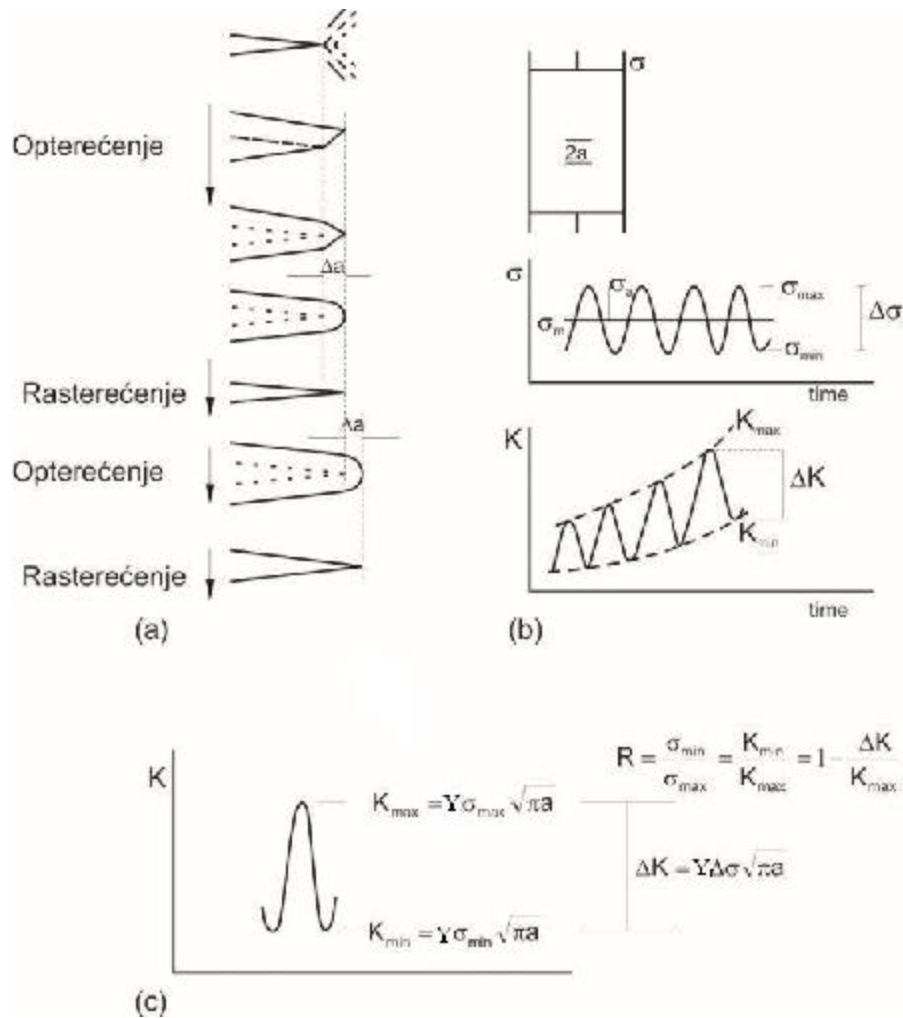 Opterećenje
Δa
Rasterećenje
Δa
Opterećenje
Rasterećenje
(a)
σ
2a
σ
σa
σmax
σm
Δσ
σmin
time
K
Kmax
ΔK
Kmin
time
(b)
R = σmin/σmax = Kmin/Kmax = 1 - ΔK/Kmax
K
Kmax = Yσmax√πa
ΔK = YΔσ√πa
Kmin = Yσmin√πa
(c)